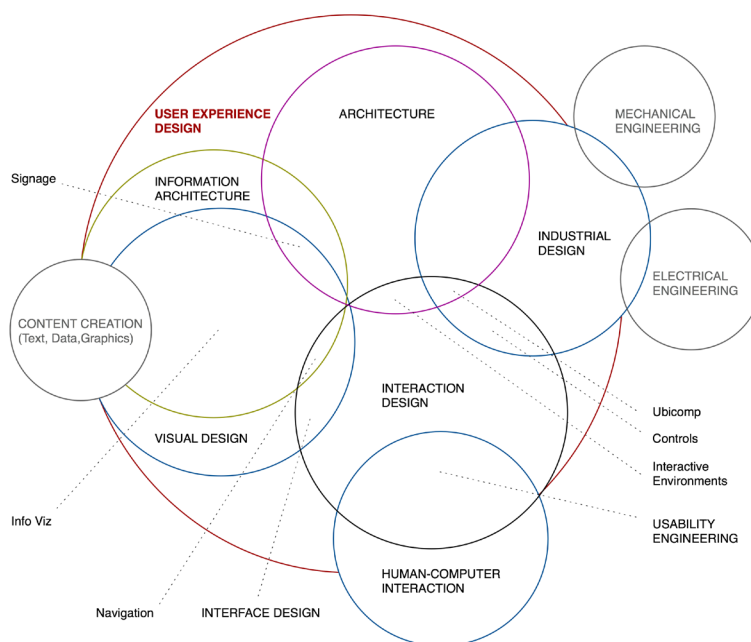 USER EXPERIENCE
DESIGN
ARCHITECTURE
MECHANICAL
ENGINEERING
Signage
INFORMATION
ARCHITECTURE
INDUSTRIAL
DESIGN
ELECTRICAL
ENGINEERING
CONTENT CREATION
(Text, Data,Graphics)
INTERACTION
DESIGN
VISUAL DESIGN
Ubicomp
Controls
Interactive
Environments
Info Viz
USABILITY
ENGINEERING
HUMAN-COMPUTER
INTERACTION
Navigation
INTERFACE DESIGN